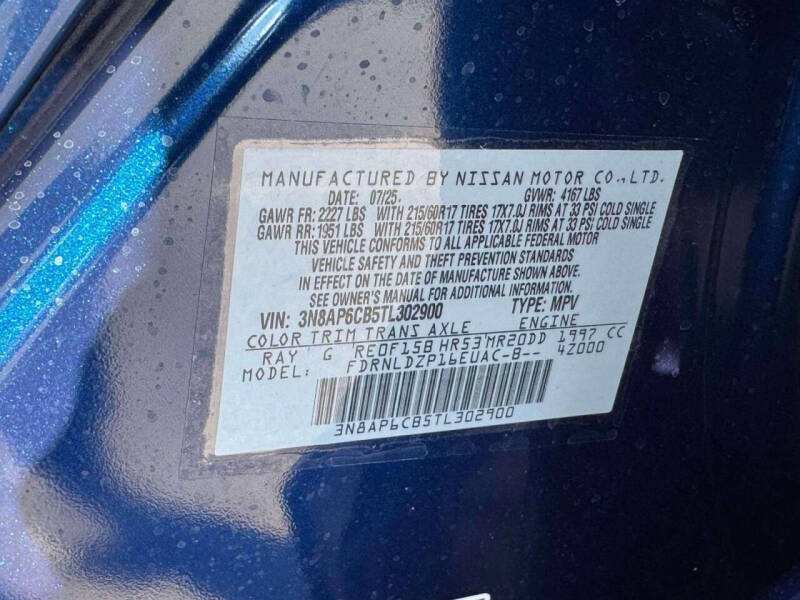 MANUFACTURED BY NISSAN MOTOR CO.,LTD.
DATE: 07/25. GVWR: 4167 LBS
GAWR FR: 2227 LBS WITH 215/60R17 TIRES 17X7.0J RIMS AT 33 PSI COLD SINGLE
GAWR RR: 1951 LBS WITH 215/60R17 TIRES 17X7.0J RIMS AT 33 PSI COLD SINGLE
THIS VEHICLE CONFORMS TO ALL APPLICABLE FEDERAL MOTOR
VEHICLE SAFETY AND THEFT PREVENTION STANDARDS
IN EFFECT ON THE DATE OF MANUFACTURE SHOWN ABOVE.
SEE OWNER'S MANUAL FOR ADDITIONAL INFORMATION.
VIN: 3N8AP6CB5TL302900 TYPE: MPV
COLOR TRIM TRANS AXLE ENGINE
RAY G RE0F15B HR53 MR20DD 1997 CC
MODEL: FDRNLDZP16EUAC-B-- 4Z000
3N8AP6CB5TL302900